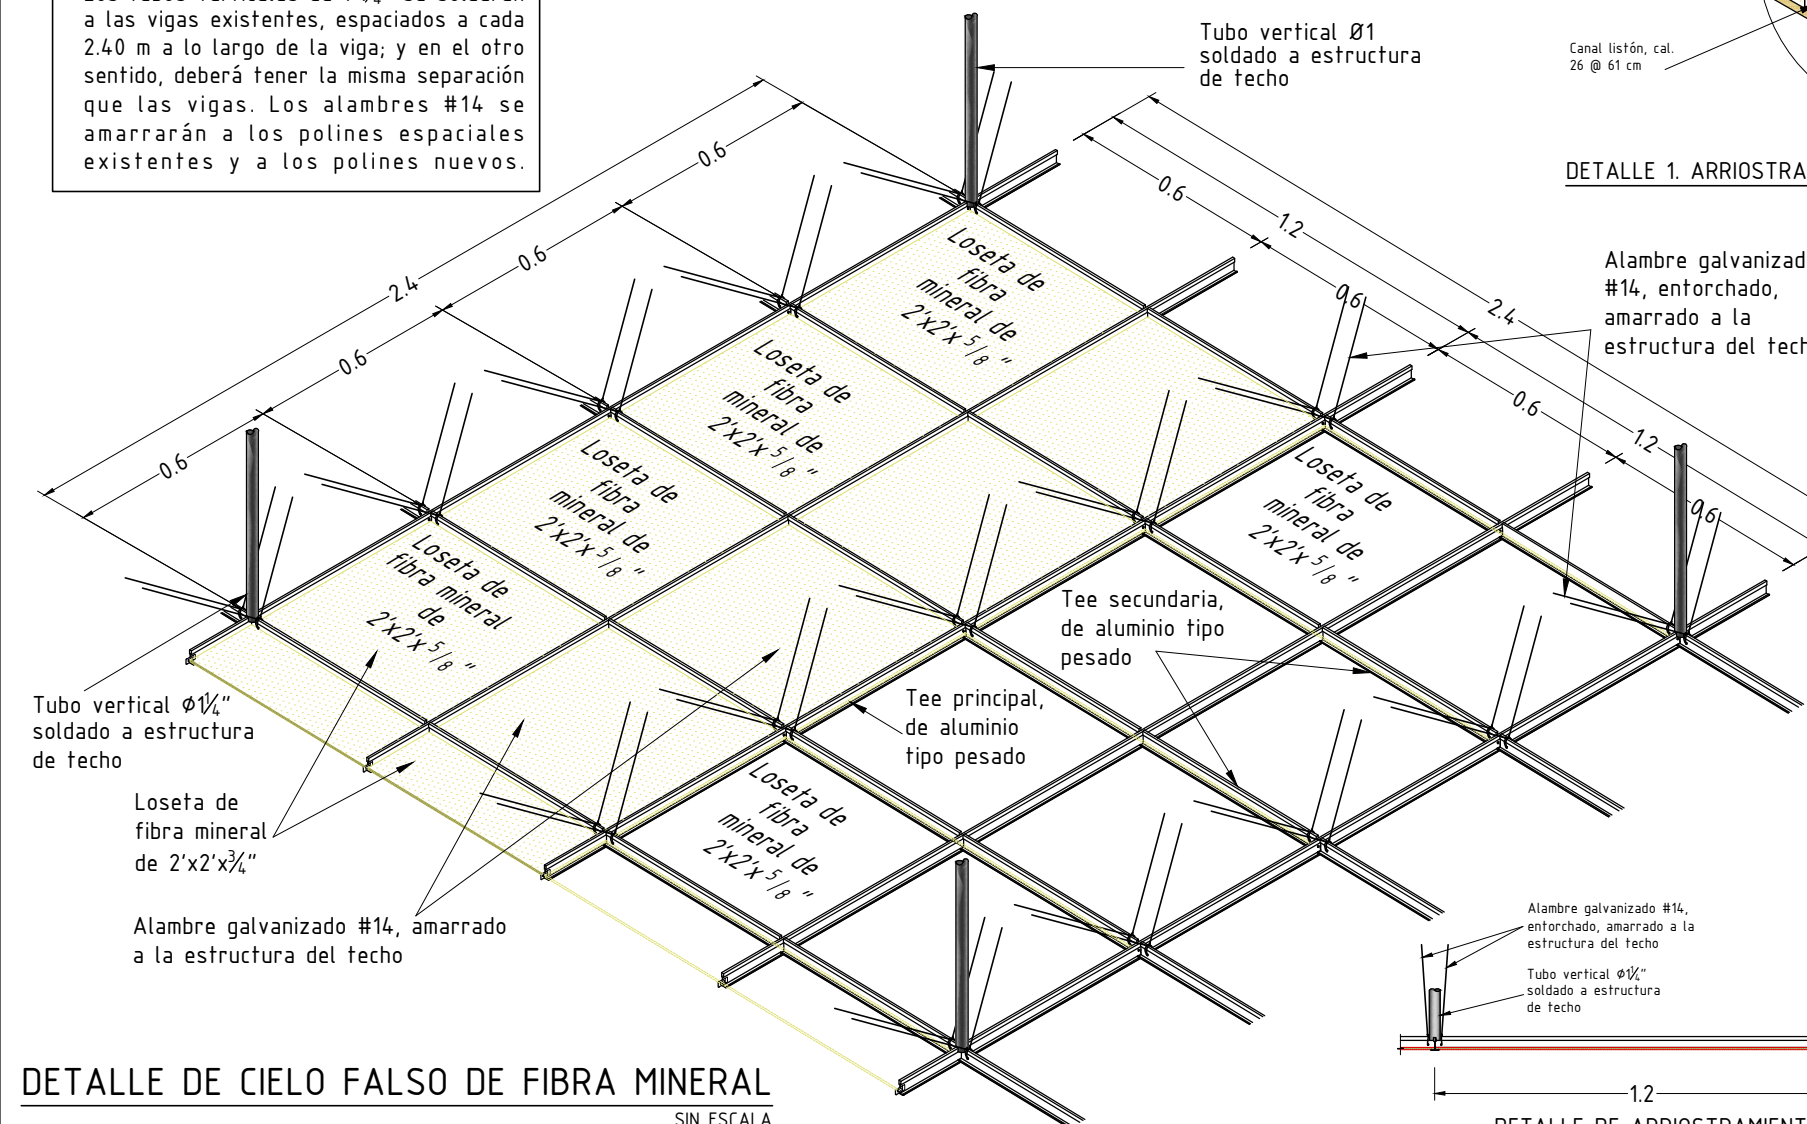 a las vigas existentes, espaciados a cada
2.40 m a lo largo de la viga; y en el otro
sentido, deberá tener la misma separación
que las vigas. Los alambres #14 se
amarrarán a los polines espaciales
existentes y a los polines nuevos.
Tubo vertical Ø1
soldado a estructura
de techo
Canal listón, cal.
26 @ 61 cm
DETALLE 1. ARRIOSTRA
Alambre galvanizad
#14, entorchado,
amarrado a la
estructura del tech
2.4
0.6
0.6
0.6
0.6
0.6
1.2
0.6
2.4
0.6
1.2
0.6
Loseta de
fibra
mineral de
2'x2'x 5/8 "
Loseta de
fibra
mineral de
2'x2'x 5/8 "
Loseta de
fibra
mineral de
2'x2'x 5/8 "
Loseta de
fibra mineral
de
2'x2'x 5/8 "
Loseta de
fibra
mineral de
2'x2'x 5/8 "
Loseta de
fibra
mineral de
2'x2'x 5/8 "
Tee secundaria,
de aluminio tipo
pesado
Tee principal,
de aluminio
tipo pesado
Tubo vertical Ø1¼"
soldado a estructura
de techo
Loseta de
fibra mineral
de 2'x2'x¾"
Alambre galvanizado #14, amarrado
a la estructura del techo
Alambre galvanizado #14,
entorchado, amarrado a la
estructura del techo
Tubo vertical Ø1¼"
soldado a estructura
de techo
1.2
DETALLE DE CIELO FALSO DE FIBRA MINERAL
SIN ESCALA
DETALLE DE ARRIOSTRAMIENT